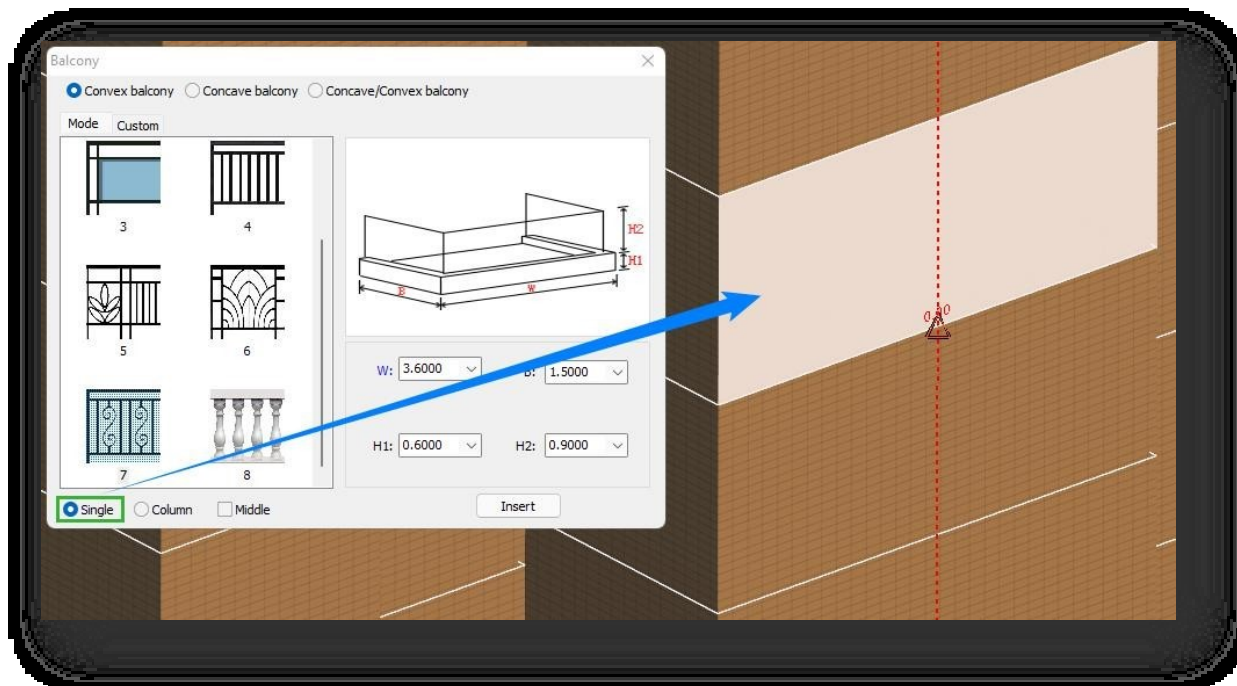 Balcony
Convex balcony Concave balcony Concave/Convex balcony
Mode Custom
3 4
5 6
7 8
H2
H1
B W
W: 3.6000 B: 1.5000
H1: 0.6000 H2: 0.9000
Single Column Middle Insert